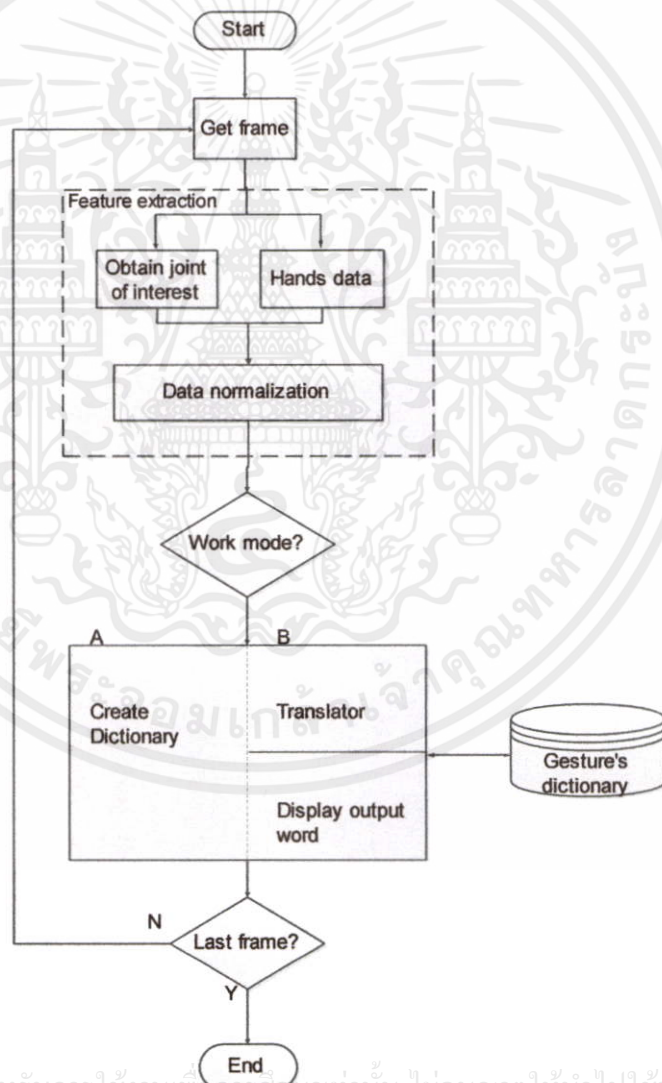 Start
Get frame
Feature extraction
Obtain joint
of interest
Hands data
Data normalization
Work mode?
A
B
Create
Dictionary
Translator
Gesture's
dictionary
Display output
word
N
Last frame?
Y
End